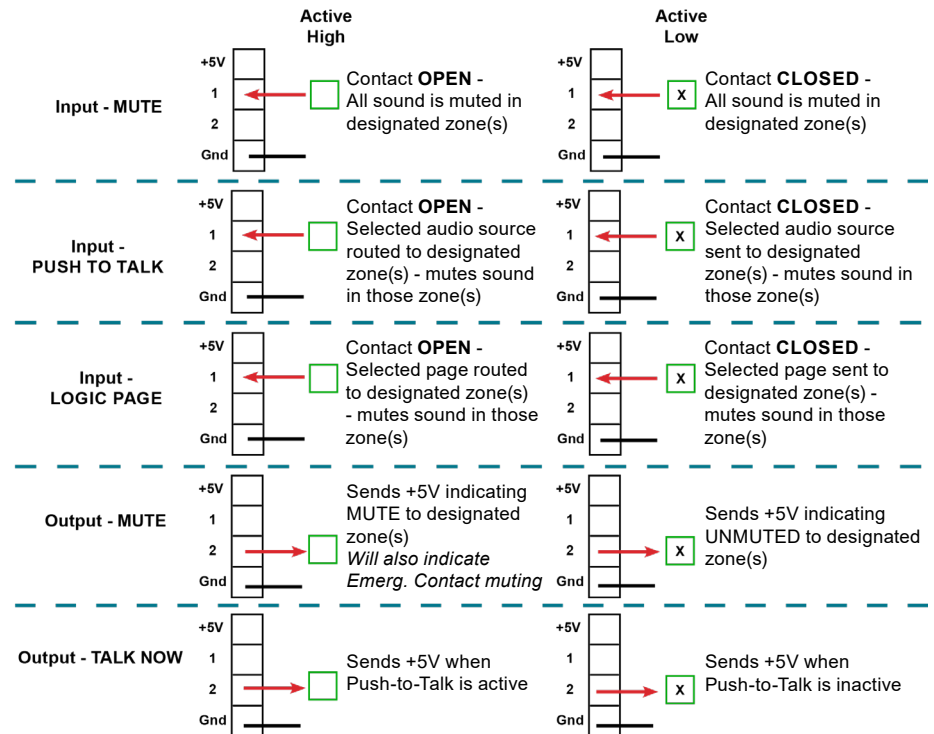 Active
High
Active
Low
Input - MUTE
+5V
1
2
Gnd
Contact OPEN -
All sound is muted in
designated zone(s)
+5V
1
2
Gnd
X
Contact CLOSED -
All sound is muted in
designated zone(s)
Input -
PUSH TO TALK
+5V
1
2
Gnd
Contact OPEN -
Selected audio source
routed to designated
zone(s) - mutes sound
in those zone(s)
+5V
1
2
Gnd
X
Contact CLOSED -
Selected audio source
sent to designated
zone(s) - mutes sound in
those zone(s)
Input -
LOGIC PAGE
+5V
1
2
Gnd
Contact OPEN -
Selected page routed
to designated zone(s)
- mutes sound in those
zone(s)
+5V
1
2
Gnd
X
Contact CLOSED -
Selected page sent to
designated zone(s) -
mutes sound in those
zone(s)
Output - MUTE
+5V
1
2
Gnd
Sends +5V indicating
MUTE to designated
zone(s)
Will also indicate
Emerg. Contact muting
+5V
1
2
Gnd
X
Sends +5V indicating
UNMUTED to designated
zone(s)
Output - TALK NOW
+5V
1
2
Gnd
Sends +5V when
Push-to-Talk is active
+5V
1
2
Gnd
X
Sends +5V when
Push-to-Talk is inactive